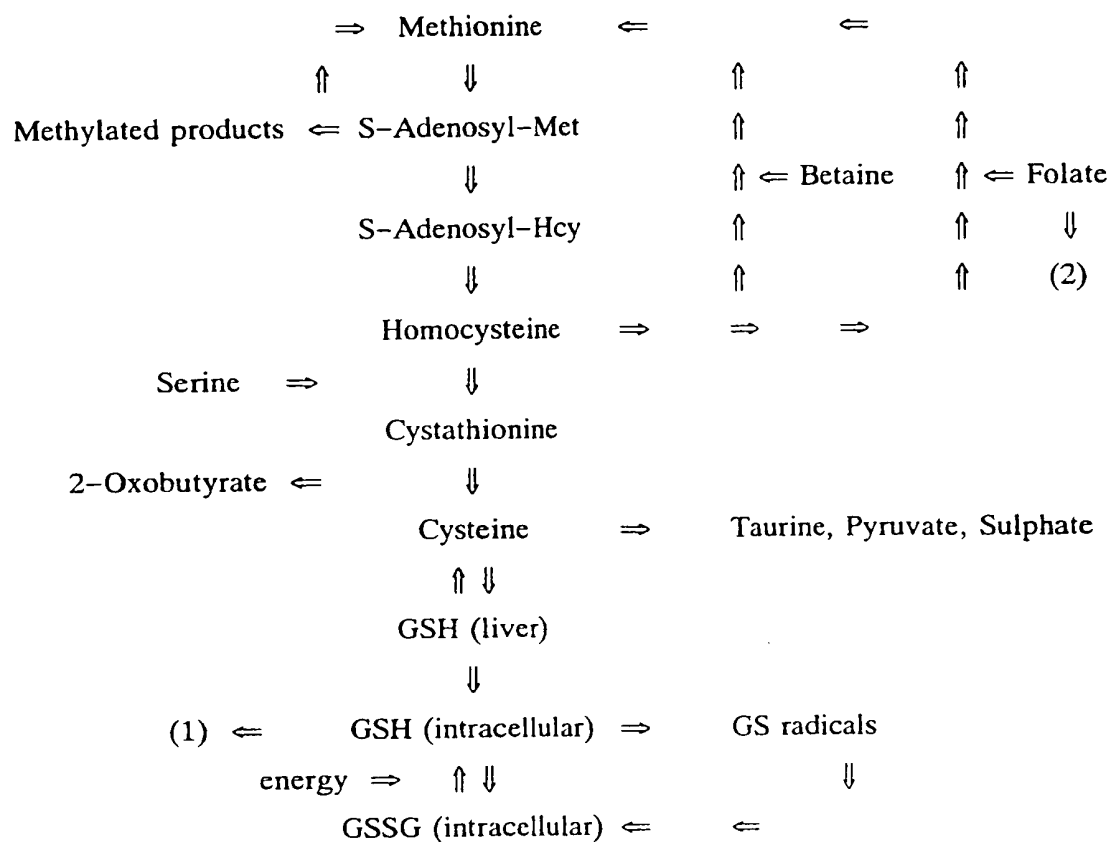 ⇒ Methionine ⇐ ⇐
⇑ ⇓ ⇑ ⇑
Methylated products ⇐ S-Adenosyl-Met ⇑ ⇑
⇓ ⇑ ⇐ Betaine ⇑ ⇐ Folate
S-Adenosyl-Hcy ⇑ ⇑ ⇓
⇓ ⇑ ⇑ (2)
Homocysteine ⇒ ⇒ ⇒
Serine ⇒ ⇓
Cystathionine
2-Oxobutyrate ⇐ ⇓
Cysteine ⇒ Taurine, Pyruvate, Sulphate
⇑ ⇓
GSH (liver)
⇓
(1) ⇐ GSH (intracellular) ⇒ GS radicals
energy ⇒ ⇑ ⇓ ⇓
GSSG (intracellular) ⇐ ⇐